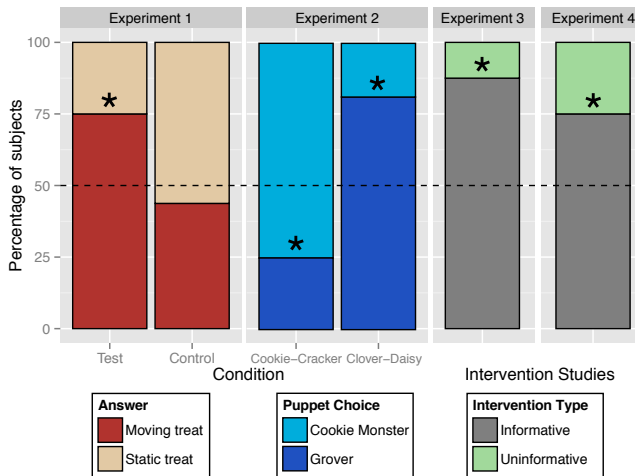 Experiment 1 Experiment 2 Experiment 3 Experiment 4
Percentage of subjects
100
75
50
25
0
* * * * *
Test Control Cookie−Cracker Clover−Daisy
Condition Intervention Studies
Answer
Moving treat
Static treat
Puppet Choice
Cookie Monster
Grover
Intervention Type
Informative
Uninformative